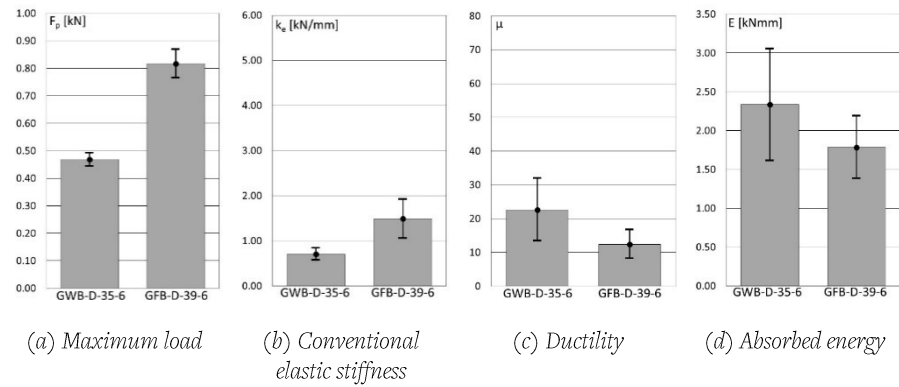 Fp [kN]
1.00
0.90
0.80
0.70
0.60
0.50
0.40
0.30
0.20
0.10
0.00
GWB-D-35-6 GFB-D-39-6
(a) Maximum load
ke [kN/mm]
6.00
5.00
4.00
3.00
2.00
1.00
0.00
GWB-D-35-6 GFB-D-39-6
(b) Conventional
elastic stiffness
μ
80
70
60
50
40
30
20
10
0
GWB-D-35-6 GFB-D-39-6
(c) Ductility
E [kNmm]
3.50
3.00
2.50
2.00
1.50
1.00
0.50
0.00
GWB-D-35-6 GFB-D-39-6
(d) Absorbed energy